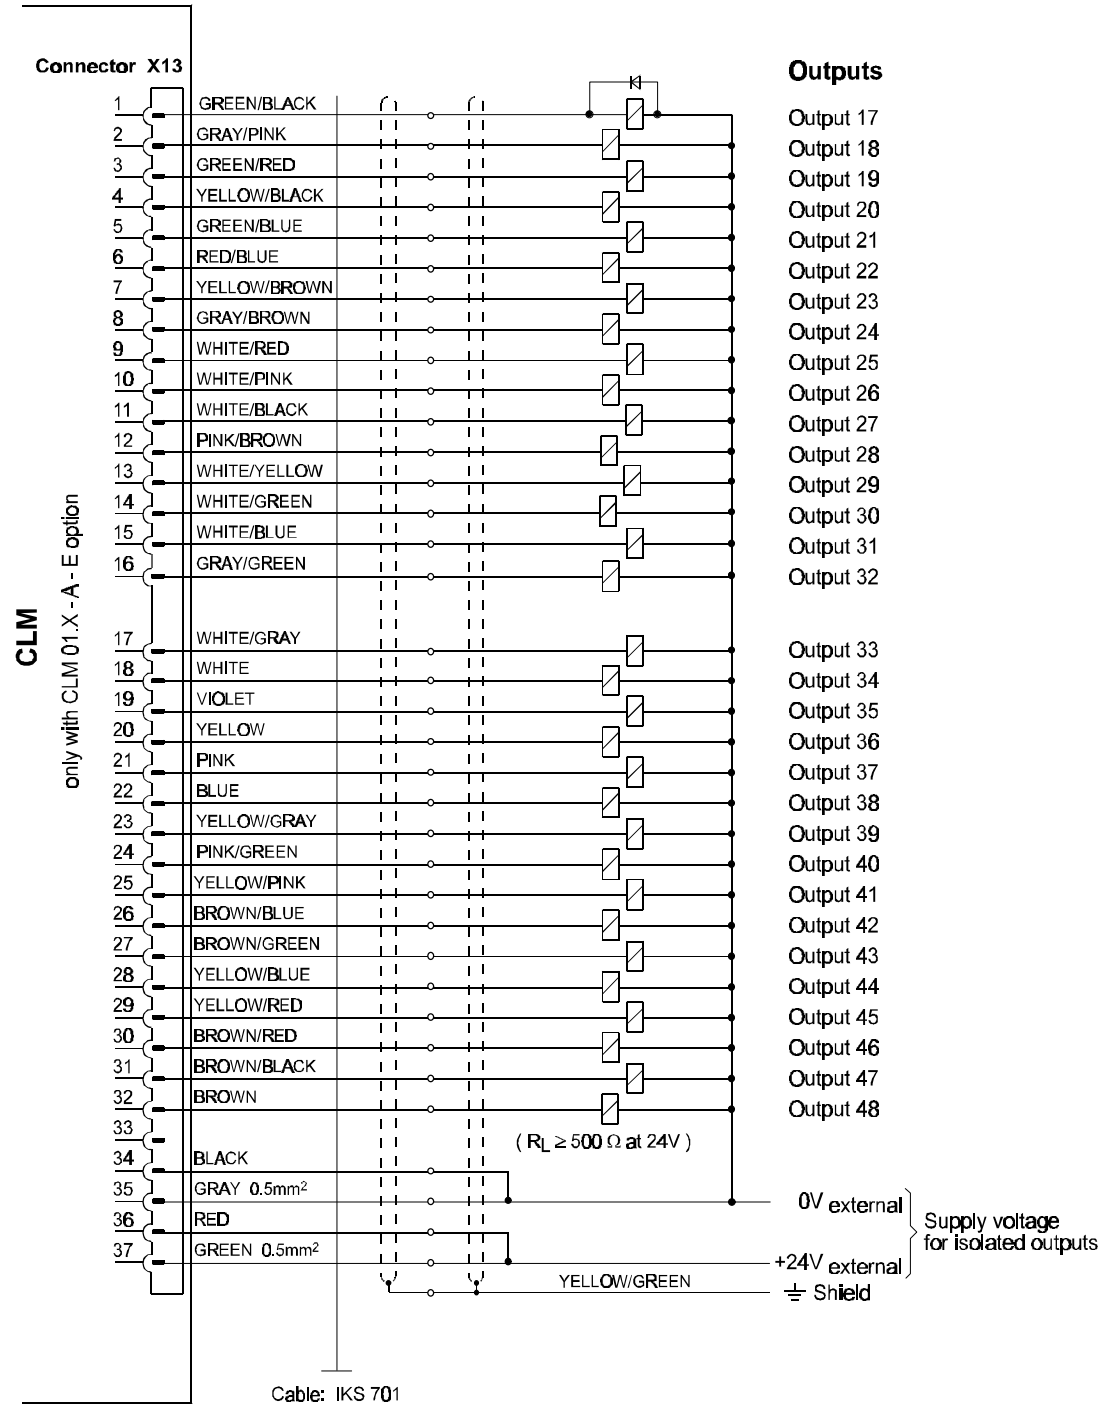 Connector X13
Outputs
1 GREEN/BLACK Output 17
2 GRAY/PINK Output 18
3 GREEN/RED Output 19
4 YELLOW/BLACK Output 20
5 GREEN/BLUE Output 21
6 RED/BLUE Output 22
7 YELLOW/BROWN Output 23
8 GRAY/BROWN Output 24
9 WHITE/RED Output 25
10 WHITE/PINK Output 26
11 WHITE/BLACK Output 27
12 PINK/BROWN Output 28
13 WHITE/YELLOW Output 29
14 WHITE/GREEN Output 30
15 WHITE/BLUE Output 31
16 GRAY/GREEN Output 32
CLM
only with CLM 01.X - A - E option
17 WHITE/GRAY Output 33
18 WHITE Output 34
19 VIOLET Output 35
20 YELLOW Output 36
21 PINK Output 37
22 BLUE Output 38
23 YELLOW/GRAY Output 39
24 PINK/GREEN Output 40
25 YELLOW/PINK Output 41
26 BROWN/BLUE Output 42
27 BROWN/GREEN Output 43
28 YELLOW/BLUE Output 44
29 YELLOW/RED Output 45
30 BROWN/RED Output 46
31 BROWN/BLACK Output 47
32 BROWN Output 48
33
( RL ≥ 500 Ω at 24V )
34 BLACK
35 GRAY 0.5mm² 0V external
36 RED
Supply voltage
for isolated outputs
37 GREEN 0.5mm² +24V external
YELLOW/GREEN Shield
Cable: IKS 701